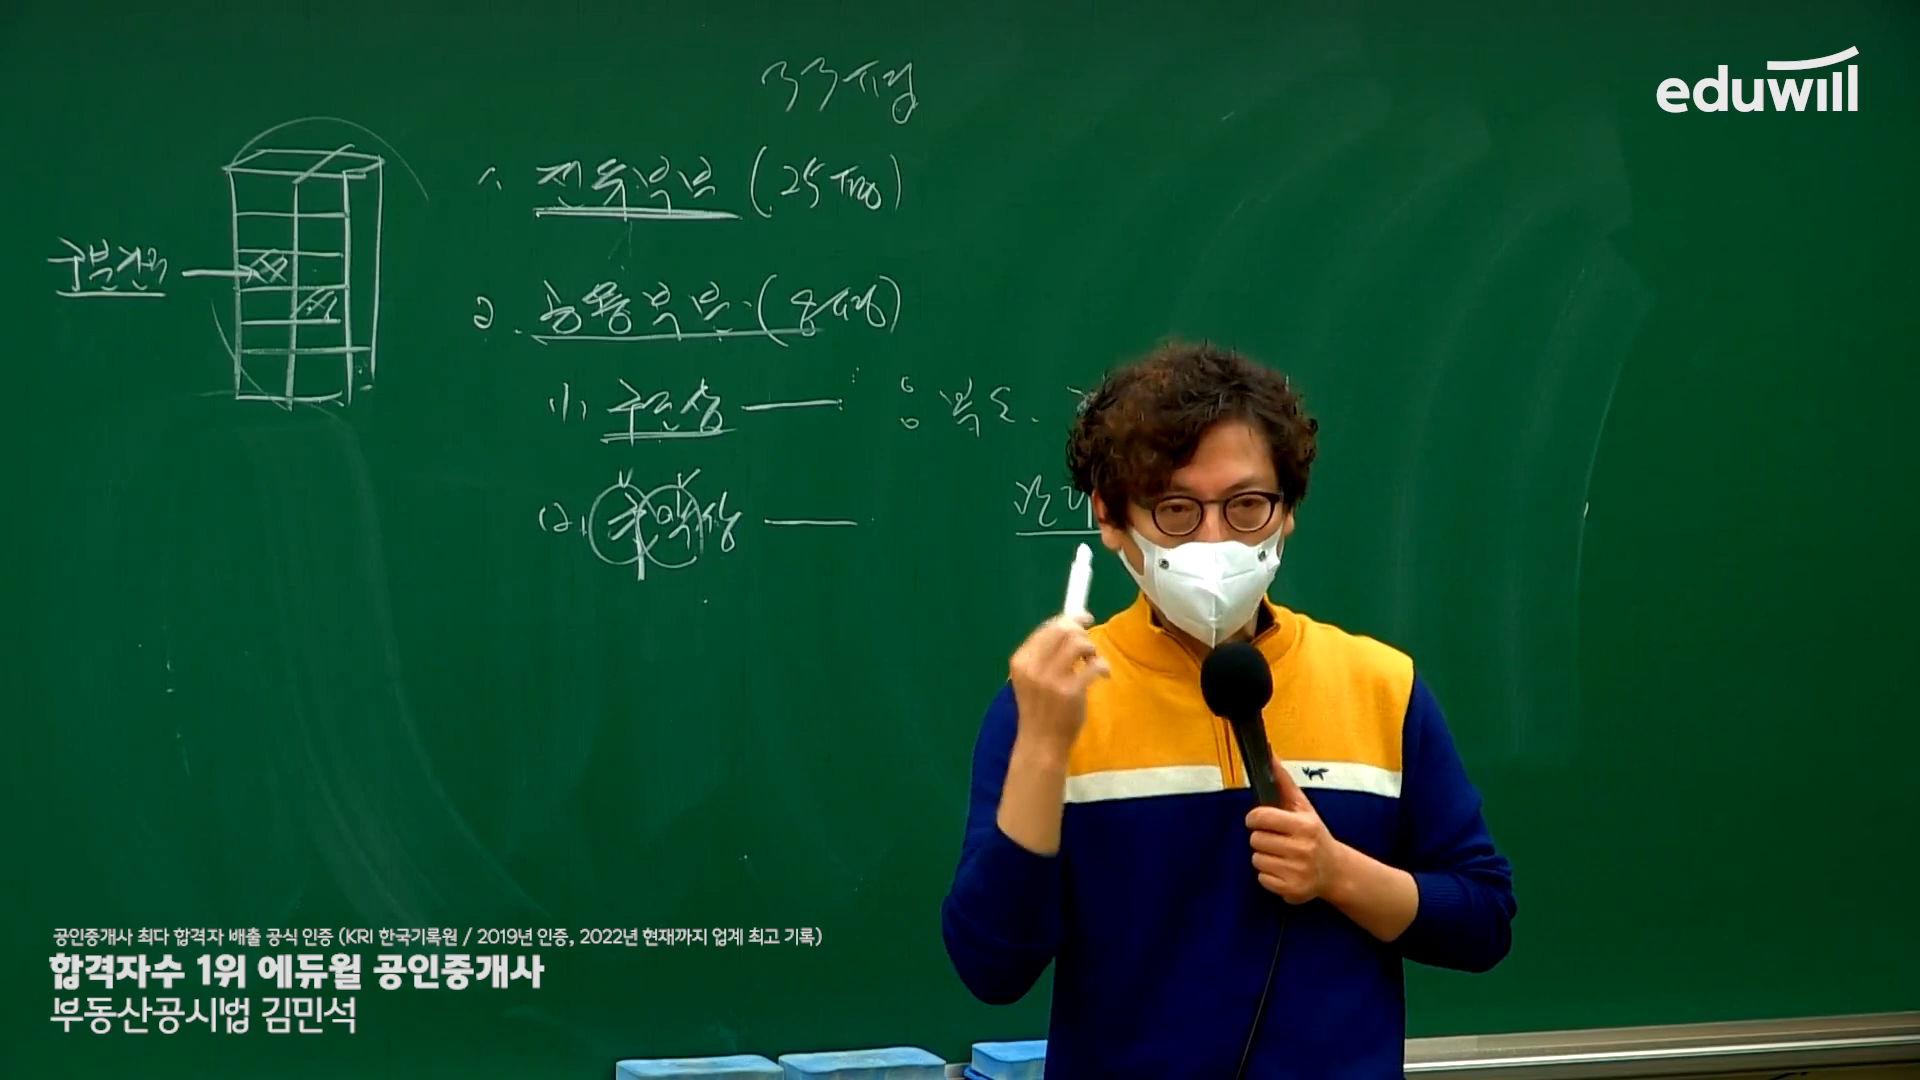 eduwill
33평
1. 전유부분 (25평)
구분건물
2. 공용부분 (8평)
(1) 구조상
복도.
(2) 규약상
관리
공인중개사 최다 합격자 배출 공식 인증 (KRI 한국기록원 / 2019년 인증, 2022년 현재까지 업계 최고 기록)
합격자수 1위 에듀윌 공인중개사
부동산공시법 김민석